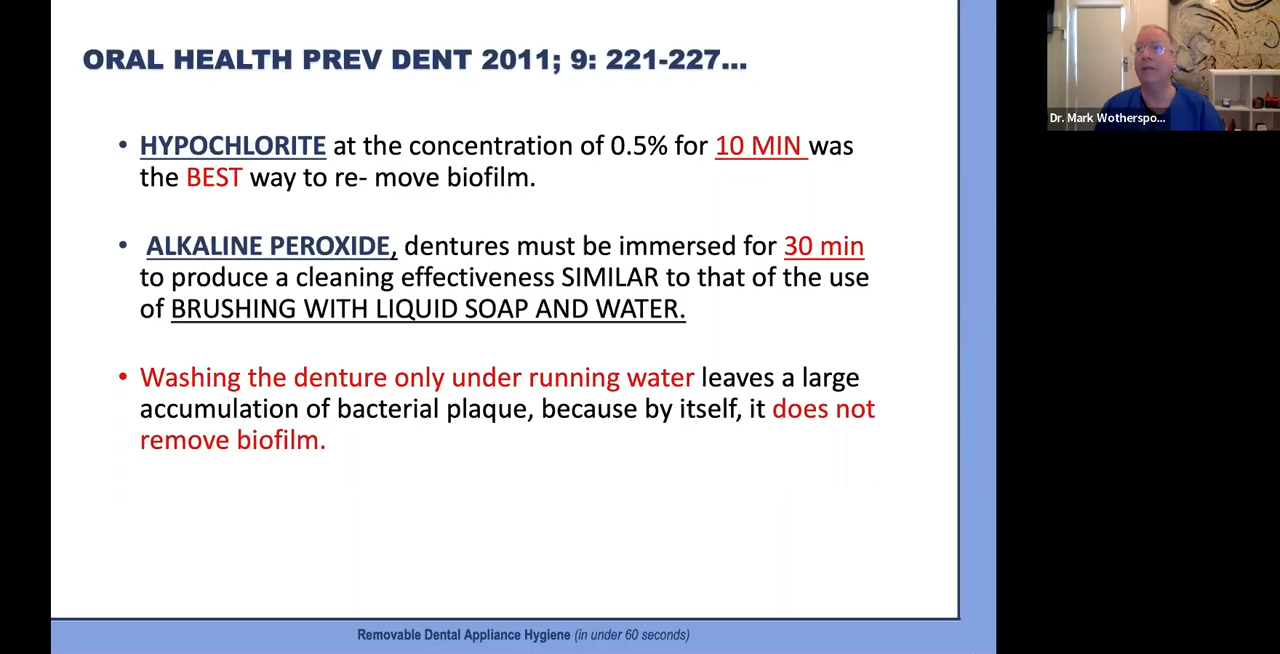 ORAL HEALTH PREV DENT 2011; 9: 221-227...
• HYPOCHLORITE at the concentration of 0.5% for 10 MIN was
the BEST way to re- move biofilm.
• ALKALINE PEROXIDE, dentures must be immersed for 30 min
to produce a cleaning effectiveness SIMILAR to that of the use
of BRUSHING WITH LIQUID SOAP AND WATER.
• Washing the denture only under running water leaves a large
accumulation of bacterial plaque, because by itself, it does not
remove biofilm.
Removable Dental Appliance Hygiene (in under 60 seconds)
Dr. Mark Wotherspo...